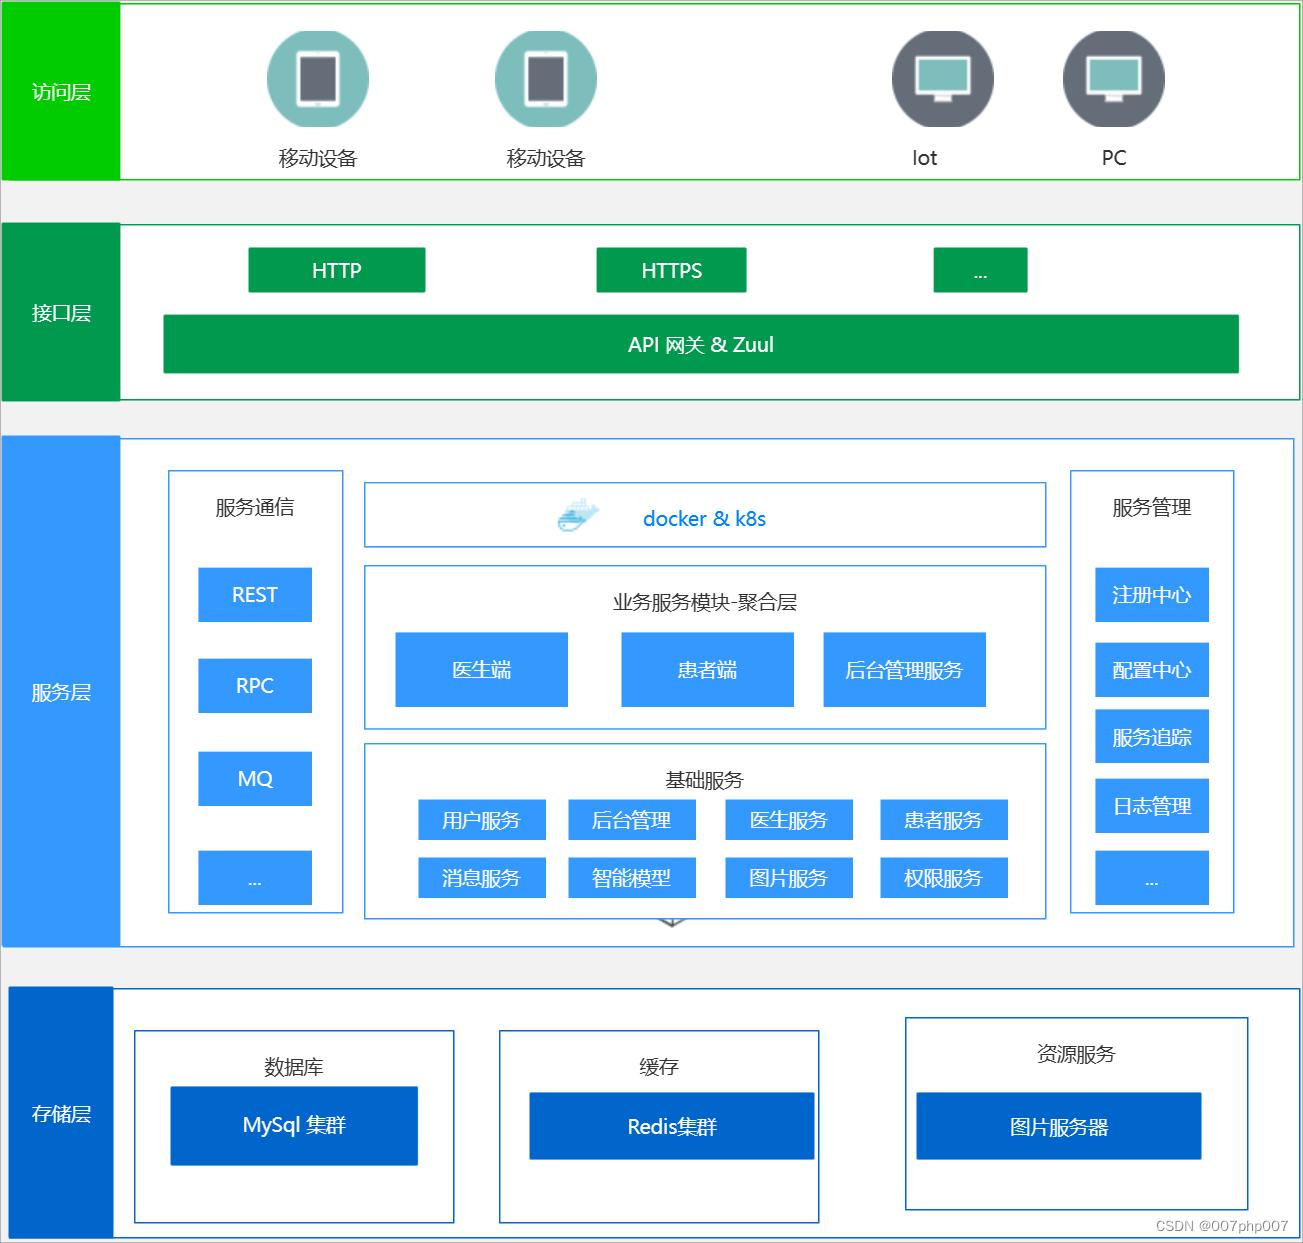 访问层
移动设备
移动设备
Iot
PC
接口层
HTTP
HTTPS
...
API 网关 & Zuul
服务层
服务通信
REST
RPC
MQ
...
docker & k8s
业务服务模块-聚合层
医生端
患者端
后台管理服务
基础服务
用户服务
后台管理
医生服务
患者服务
消息服务
智能模型
图片服务
权限服务
服务管理
注册中心
配置中心
服务追踪
日志管理
...
存储层
数据库
MySql 集群
缓存
Redis集群
资源服务
图片服务器
CSDN @007php007